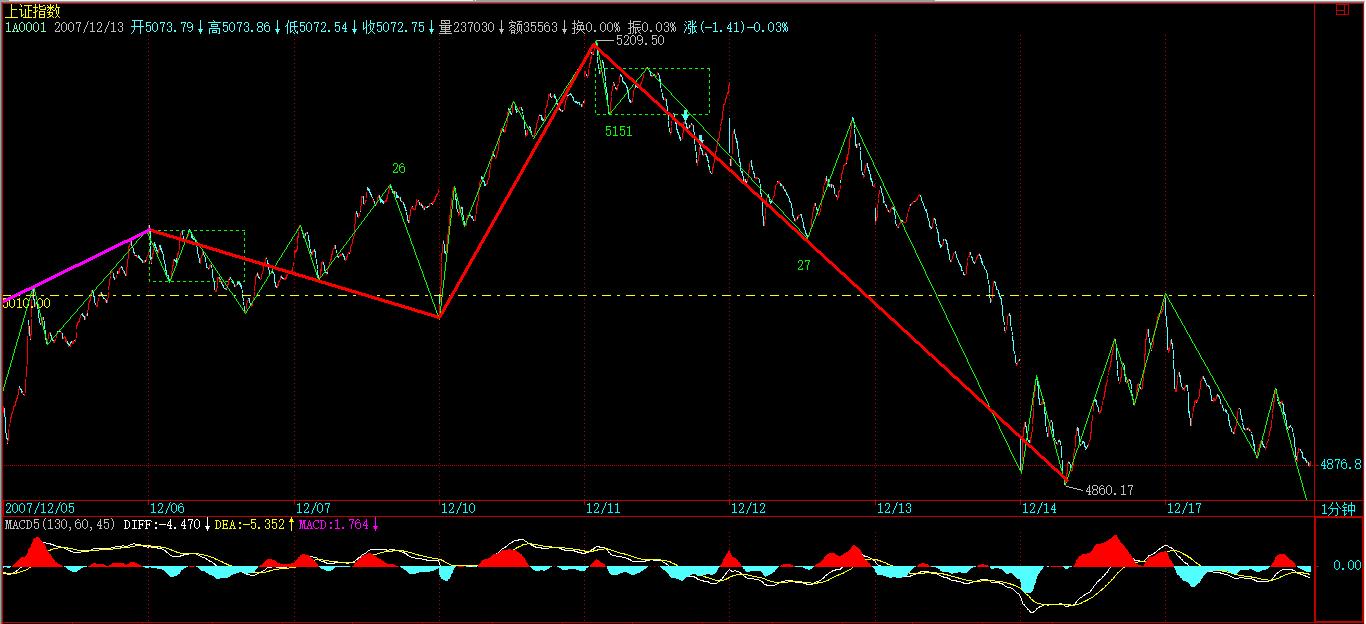 上证指数
1A0001 2007/12/13 开5073.79↓高5073.86↓低5072.54↓收5072.75↓量237030↓额35563↓换0.00% 振0.03% 涨(-1.41)-0.03%
5209.50
5151
26
27
5010.00
4876.8
4860.17
2007/12/05 12/06 12/07 12/10 12/11 12/12 12/13 12/14 12/17 1分钟
MACD5(130,60,45) DIFF:-4.470↓DEA:-5.352↑MACD:1.764↓
0.00